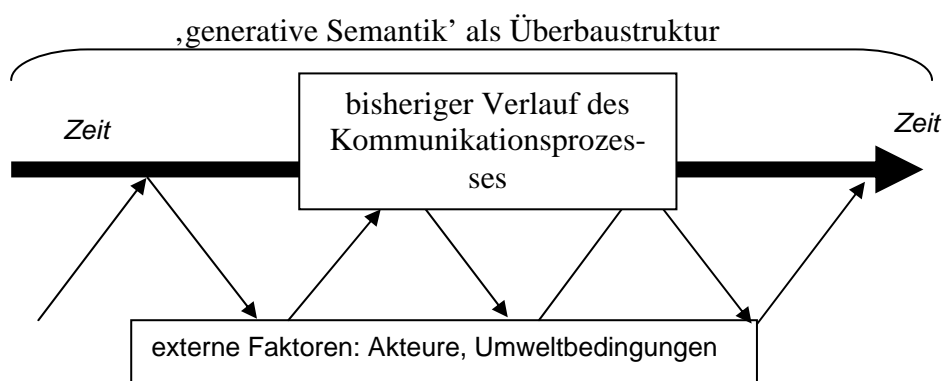 ‚generative Semantik’ als Überbaustruktur
Zeit
Zeit
bisheriger Verlauf des
Kommunikationsprozes-
ses
externe Faktoren: Akteure, Umweltbedingungen